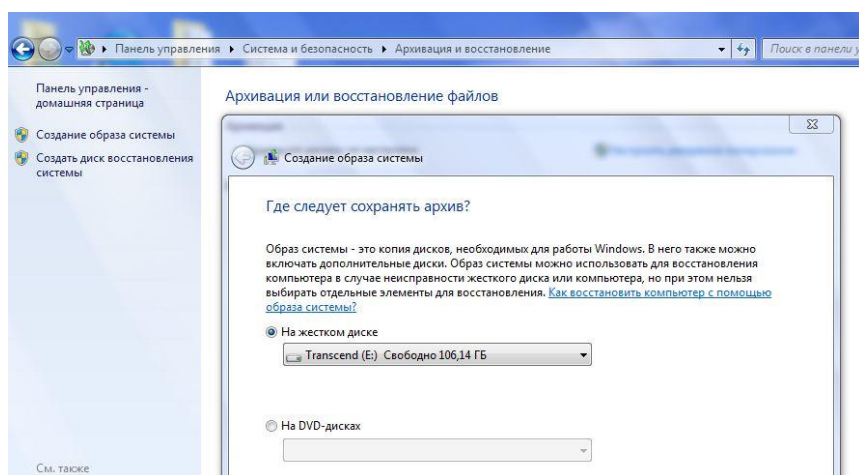 Панель управления ▸ Система и безопасность ▸ Архивация и восстановление
Поиск в панели у
Панель управления -
домашняя страница
Создание образа системы
Создать диск восстановления
системы
См. также
Архивация или восстановление файлов
Создание образа системы
Где следует сохранять архив?
Образ системы - это копия дисков, необходимых для работы Windows. В него также можно
включать дополнительные диски. Образ системы можно использовать для восстановления
компьютера в случае неисправности жесткого диска или компьютера, но при этом нельзя
выбирать отдельные элементы для восстановления. Как восстановить компьютер с помощью
образа системы?
На жестком диске
Transcend (E:) Свободно 106,14 ГБ
На DVD-дисках